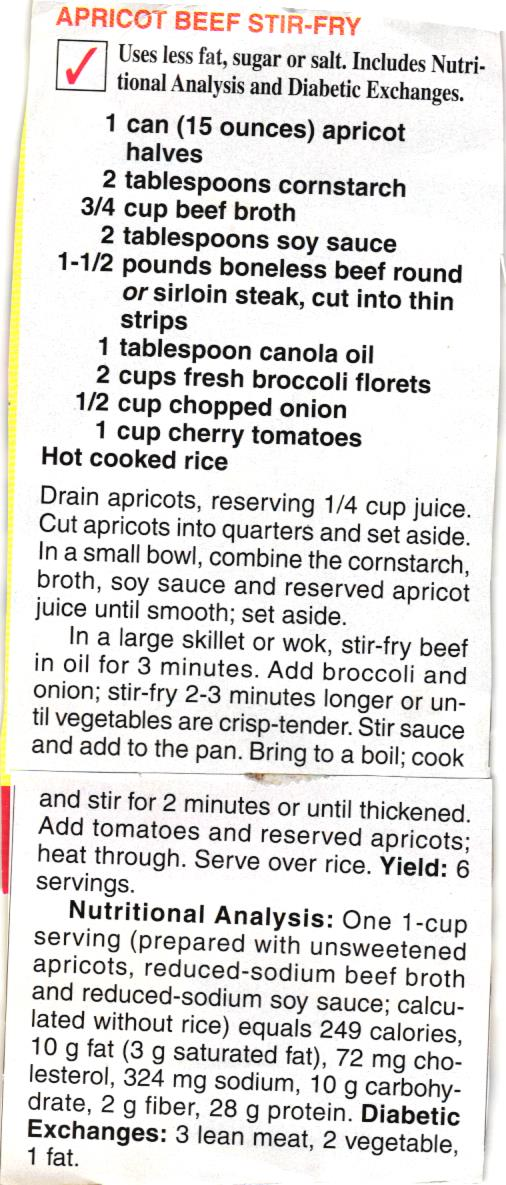 APRICOT BEEF STIR-FRY
Uses less fat, sugar or salt. Includes Nutri-
tional Analysis and Diabetic Exchanges.
1 can (15 ounces) apricot
halves
2 tablespoons cornstarch
3/4 cup beef broth
2 tablespoons soy sauce
1-1/2 pounds boneless beef round
or sirloin steak, cut into thin
strips
1 tablespoon canola oil
2 cups fresh broccoli florets
1/2 cup chopped onion
1 cup cherry tomatoes
Hot cooked rice
Drain apricots, reserving 1/4 cup juice.
Cut apricots into quarters and set aside.
In a small bowl, combine the cornstarch,
broth, soy sauce and reserved apricot
juice until smooth; set aside.
In a large skillet or wok, stir-fry beef
in oil for 3 minutes. Add broccoli and
onion; stir-fry 2-3 minutes longer or un-
til vegetables are crisp-tender. Stir sauce
and add to the pan. Bring to a boil; cook
and stir for 2 minutes or until thickened.
Add tomatoes and reserved apricots;
heat through. Serve over rice. Yield: 6
servings.
Nutritional Analysis: One 1-cup
serving (prepared with unsweetened
apricots, reduced-sodium beef broth
and reduced-sodium soy sauce; calcu-
lated without rice) equals 249 calories,
10 g fat (3 g saturated fat), 72 mg cho-
lesterol, 324 mg sodium, 10 g carbohy-
drate, 2 g fiber, 28 g protein. Diabetic
Exchanges: 3 lean meat, 2 vegetable,
1 fat.